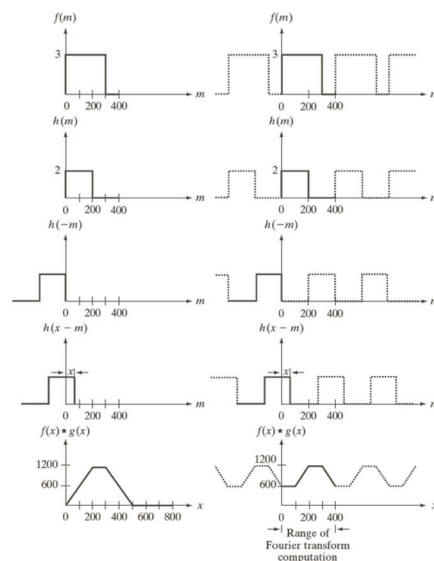 f(m)
f(m)
3
m
0 200 400
3
m
0 200 400
h(m)
h(m)
2
m
0 200 400
2
m
0 200 400
h(−m)
h(−m)
m
0 200 400
m
0 200 400
h(x − m)
h(x − m)
x
m
0 200 400
x
m
0 200 400
f(x) ★ g(x)
f(x) ★ g(x)
1200
600
x
0 200 400 600 800
1200
600
x
0 200 400
Range of
Fourier transform
computation